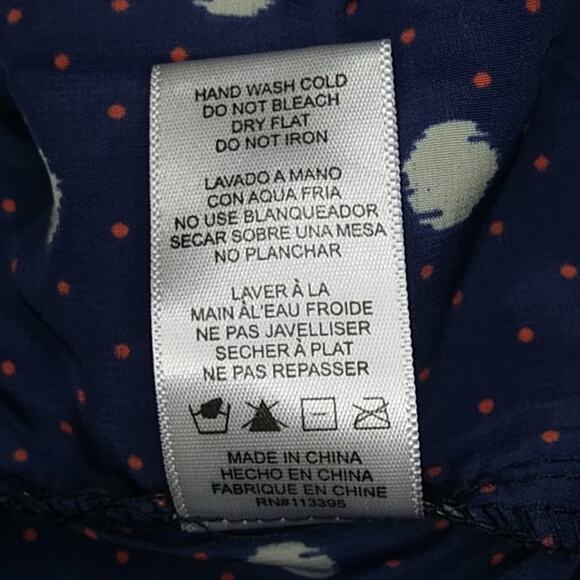 HAND WASH COLD
DO NOT BLEACH
DRY FLAT
DO NOT IRON
LAVADO A MANO
CON AQUA FRIA
NO USE BLANQUEADOR
SECAR SOBRE UNA MESA
NO PLANCHAR
LAVER À LA
MAIN ÂL'EAU FROIDE
NE PAS JAVELLISER
SECHER À PLAT
NE PAS REPASSER
MADE IN CHINA
HECHO EN CHINA
FABRIQUE EN CHINE
RN#113395